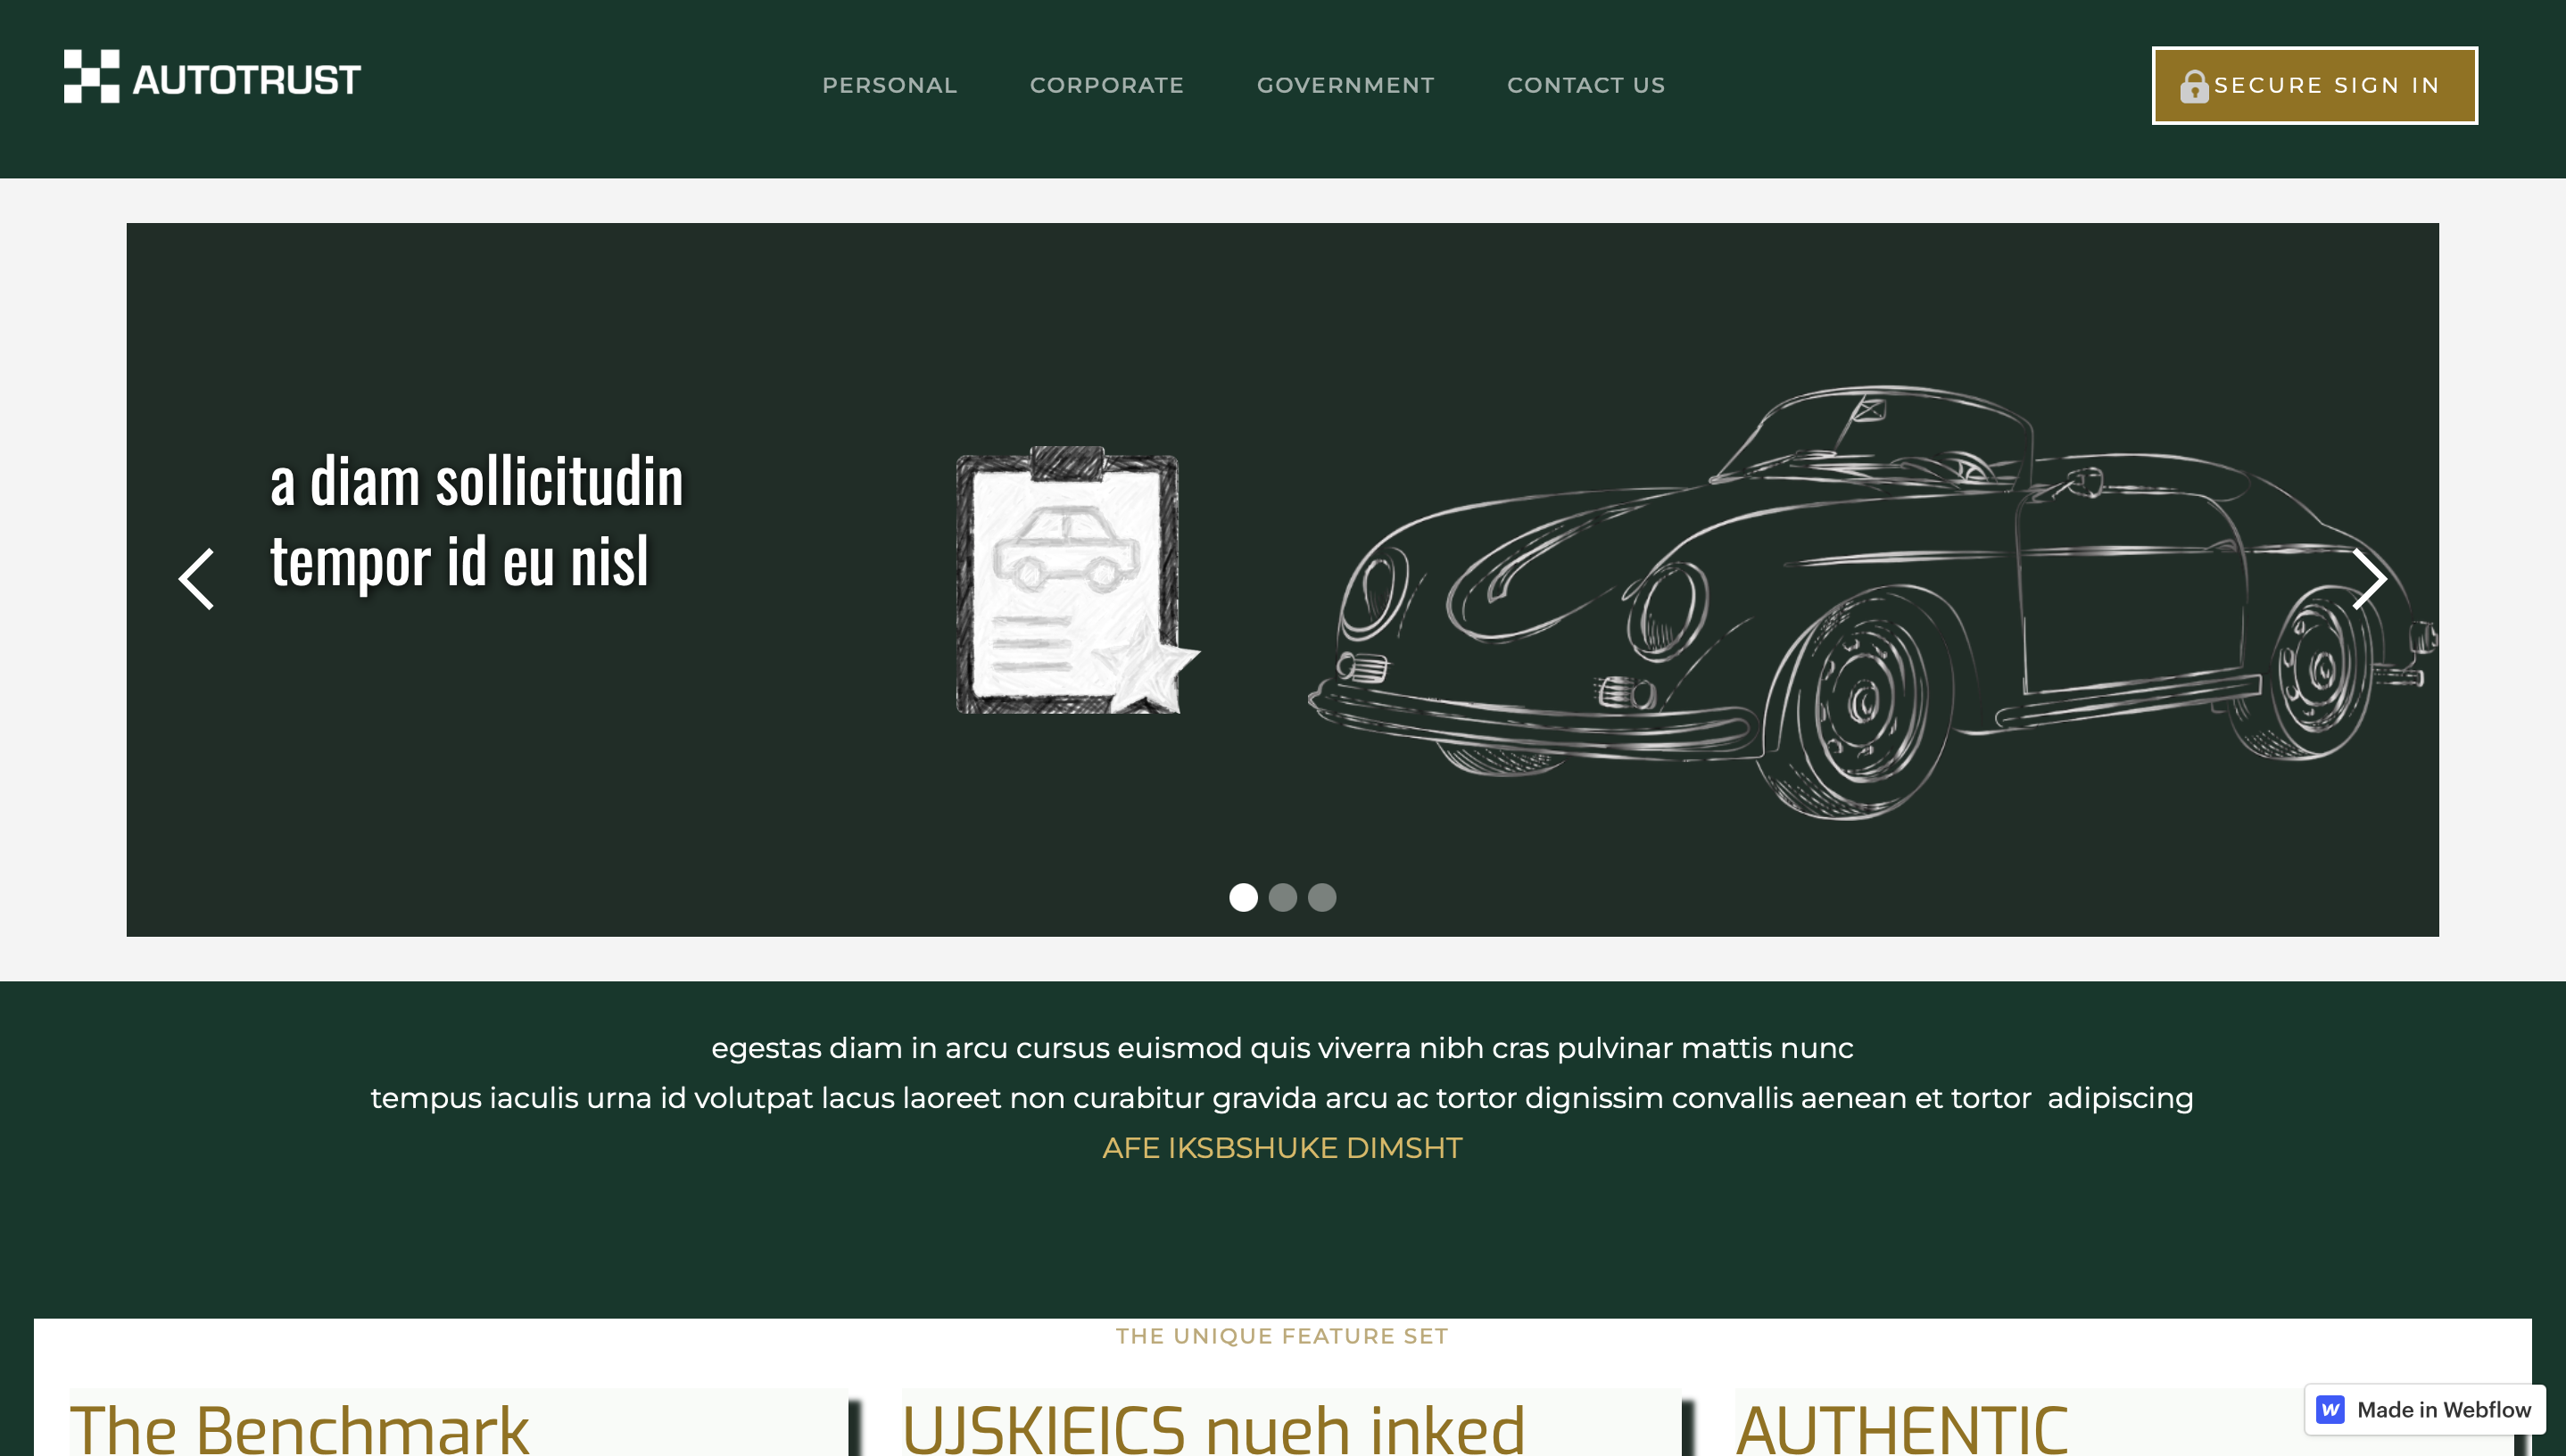 AUTOTRUST
PERSONAL CORPORATE GOVERNMENT CONTACT US
SECURE SIGN IN
a diam sollicitudin
tempor id eu nisl
egestas diam in arcu cursus euismod quis viverra nibh cras pulvinar mattis nunc
tempus iaculis urna id volutpat lacus laoreet non curabitur gravida arcu ac tortor dignissim convallis aenean et tortor adipiscing
AFE IKSBSHUKE DIMSHT
THE UNIQUE FEATURE SET
The Benchmark
UJSKIEICS nueh inked
AUTHENTIC
Made in Webflow